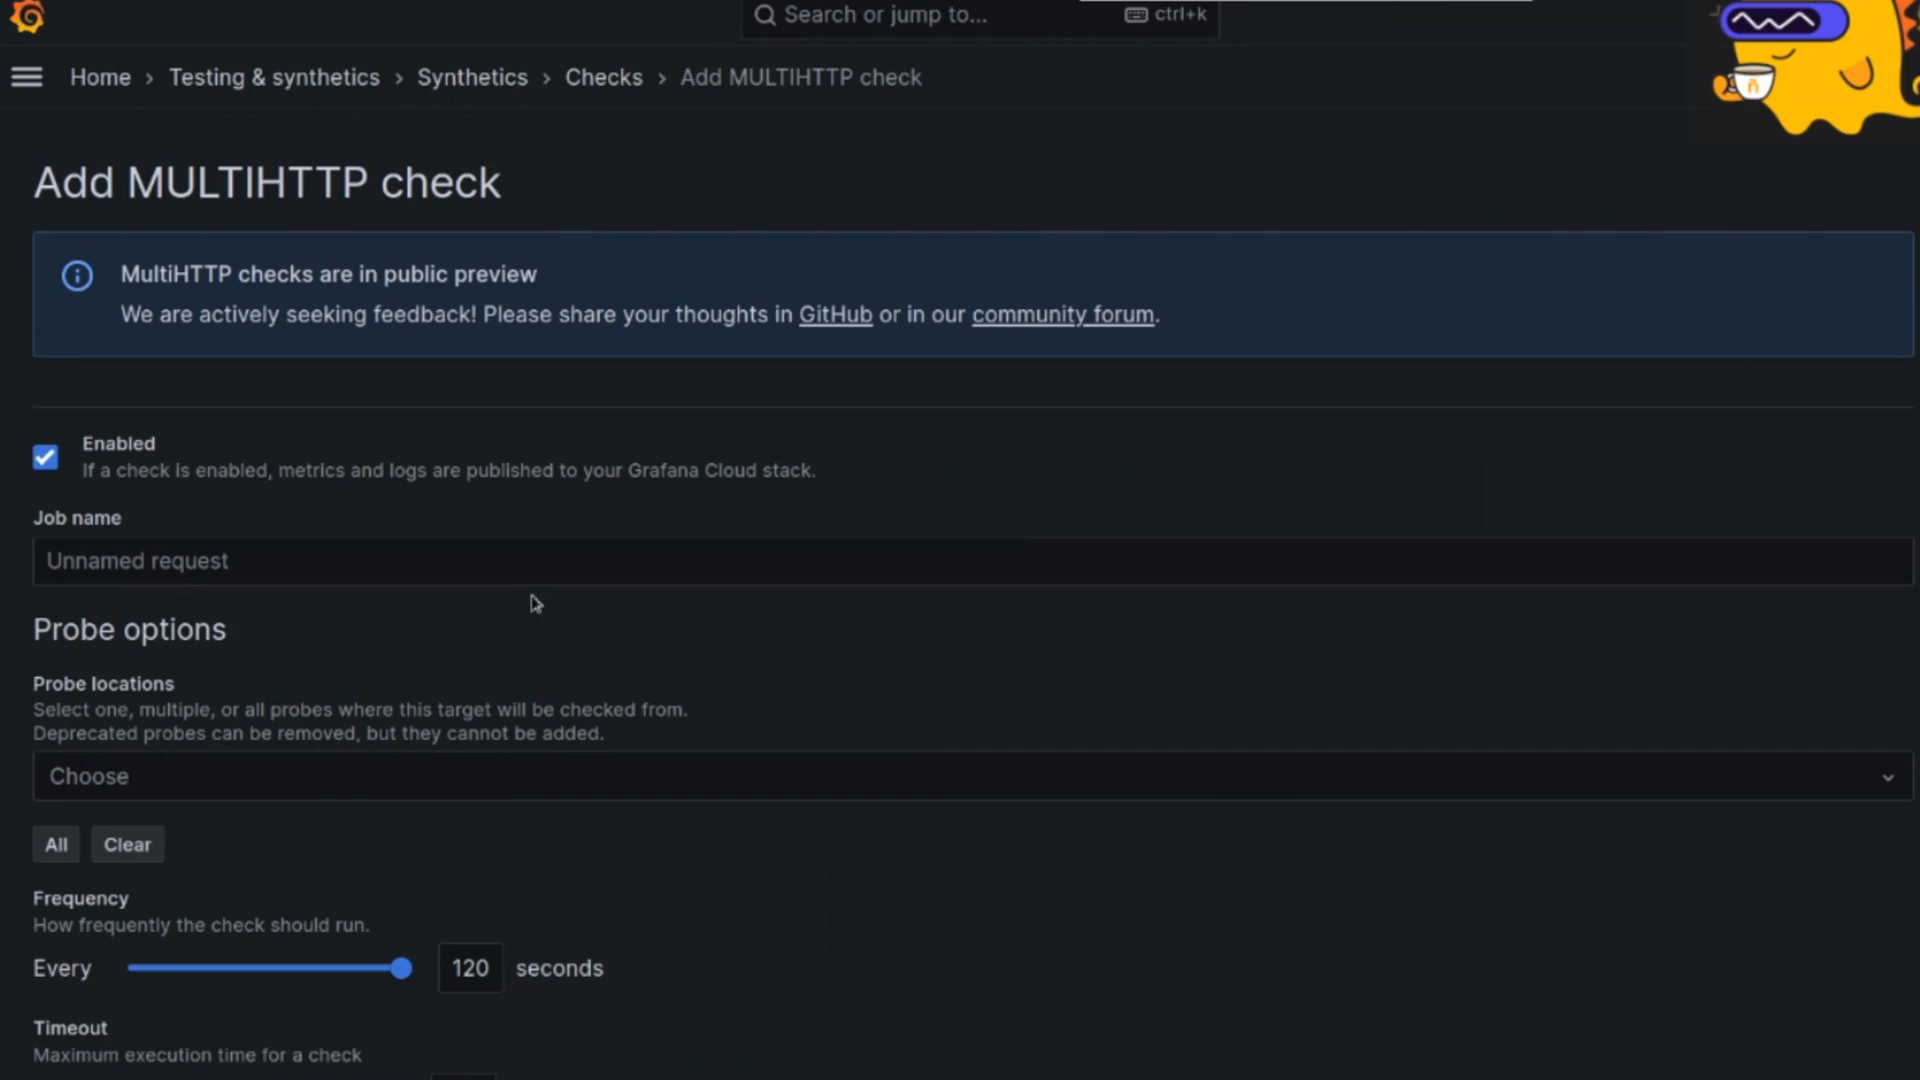 Search or jump to... ctrl+k
Home › Testing & synthetics › Synthetics › Checks › Add MULTIHTTP check
Add MULTIHTTP check
MultiHTTP checks are in public preview
We are actively seeking feedback! Please share your thoughts in GitHub or in our community forum.
Enabled
If a check is enabled, metrics and logs are published to your Grafana Cloud stack.
Job name
Unnamed request
Probe options
Probe locations
Select one, multiple, or all probes where this target will be checked from.
Deprecated probes can be removed, but they cannot be added.
Choose
All Clear
Frequency
How frequently the check should run.
Every 120 seconds
Timeout
Maximum execution time for a check